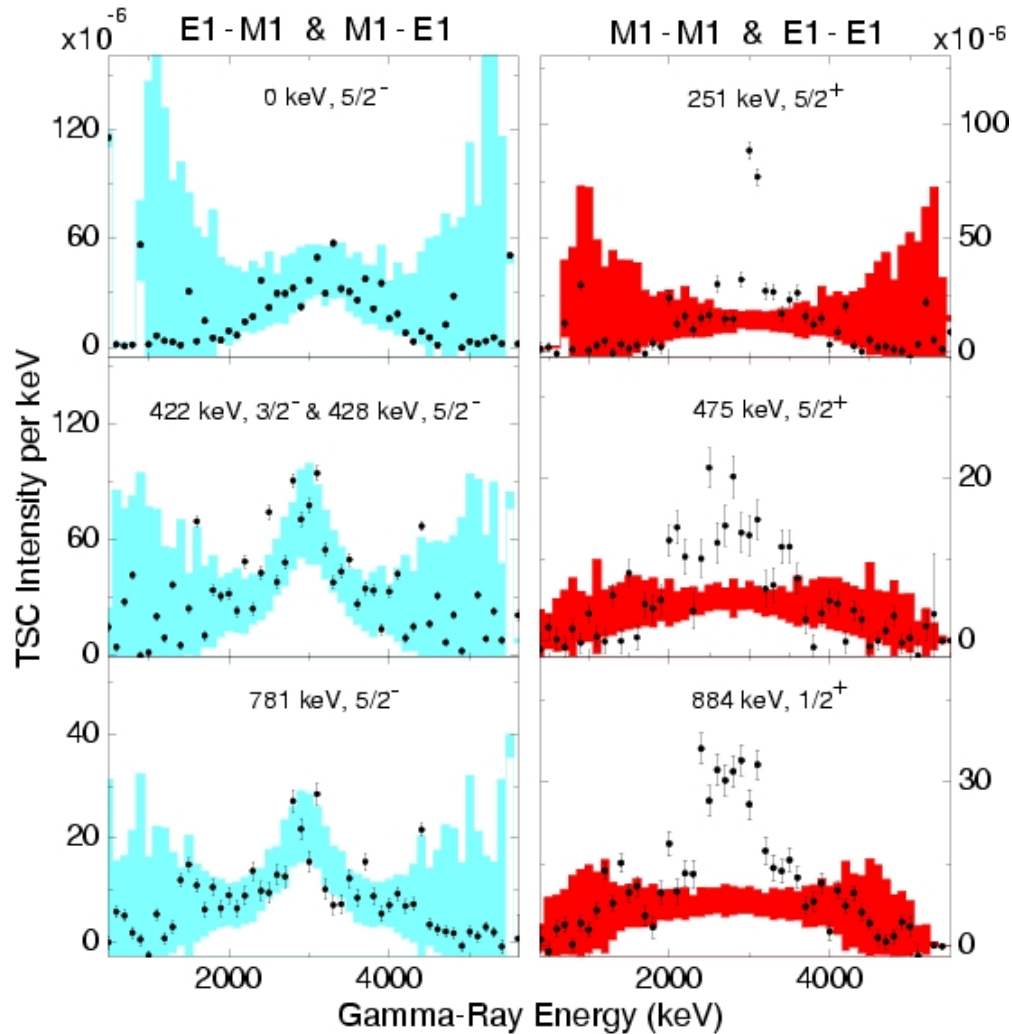 E1 - M1 & M1 - E1
M1 - M1 & E1 - E1
x10⁻⁶
x10⁻⁶
0 keV, 5/2⁻
251 keV, 5/2⁺
120
60
0
100
50
0
422 keV, 3/2⁻ & 428 keV, 5/2⁻
475 keV, 5/2⁺
120
60
0
20
0
781 keV, 5/2⁻
884 keV, 1/2⁺
40
20
0
30
0
2000 4000
2000 4000
TSC Intensity per keV
Gamma-Ray Energy (keV)